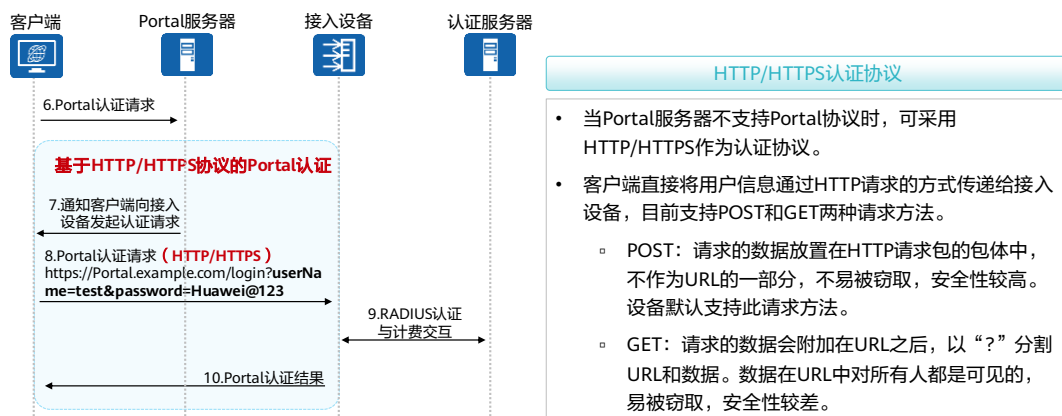 客户端
Portal服务器
接入设备
认证服务器
6.Portal认证请求
基于HTTP/HTTPS协议的Portal认证
7.通知客户端向接入
设备发起认证请求
8.Portal认证请求（HTTP/HTTPS）
https://Portal.example.com/login?userNa
me=test&password=Huawei@123
9.RADIUS认证
与计费交互
10.Portal认证结果
HTTP/HTTPS认证协议
• 当Portal服务器不支持Portal协议时，可采用
HTTP/HTTPS作为认证协议。
• 客户端直接将用户信息通过HTTP请求的方式传递给接入
设备，目前支持POST和GET两种请求方法。
▫ POST：请求的数据放置在HTTP请求包的包体中，
不作为URL的一部分，不易被窃取，安全性较高。
设备默认支持此请求方法。
▫ GET：请求的数据会附加在URL之后，以“?”分割
URL和数据。数据在URL中对所有人都是可见的，
易被窃取，安全性较差。